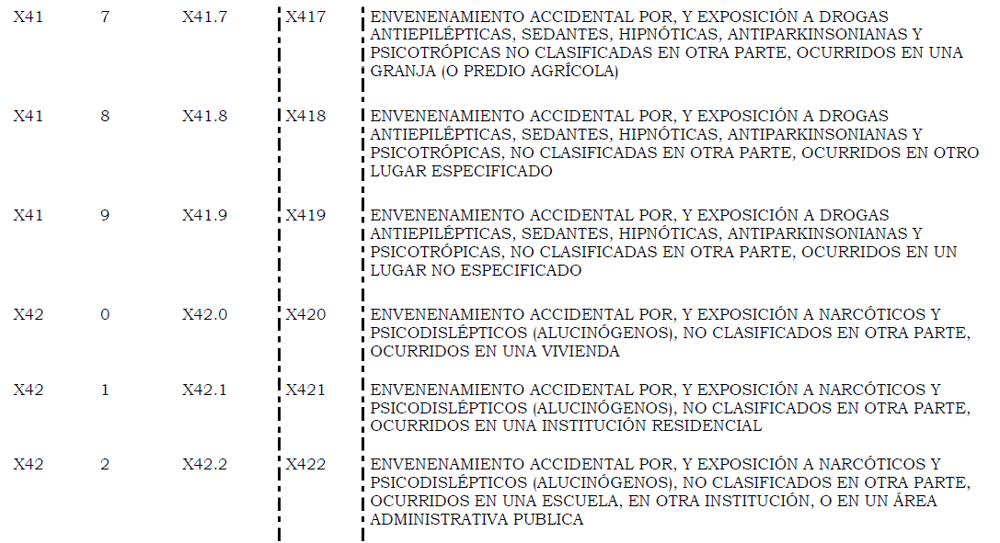 X41 7 X41.7 X417 ENVENENAMIENTO ACCIDENTAL POR, Y EXPOSICIÓN A DROGAS
ANTIEPILÉPTICAS, SEDANTES, HIPNÓTICAS, ANTIPARKINSONIANAS Y
PSICOTRÓPICAS NO CLASIFICADAS EN OTRA PARTE, OCURRIDOS EN UNA
GRANJA (O PREDIO AGRÍCOLA)
X41 8 X41.8 X418 ENVENENAMIENTO ACCIDENTAL POR, Y EXPOSICIÓN A DROGAS
ANTIEPILÉPTICAS, SEDANTES, HIPNÓTICAS, ANTIPARKINSONIANAS Y
PSICOTRÓPICAS, NO CLASIFICADAS EN OTRA PARTE, OCURRIDOS EN OTRO
LUGAR ESPECIFICADO
X41 9 X41.9 X419 ENVENENAMIENTO ACCIDENTAL POR, Y EXPOSICIÓN A DROGAS
ANTIEPILÉPTICAS, SEDANTES, HIPNÓTICAS, ANTIPARKINSONIANAS Y
PSICOTRÓPICAS, NO CLASIFICADAS EN OTRA PARTE, OCURRIDOS EN UN
LUGAR NO ESPECIFICADO
X42 0 X42.0 X420 ENVENENAMIENTO ACCIDENTAL POR, Y EXPOSICIÓN A NARCÓTICOS Y
PSICODISLÉPTICOS (ALUCINÓGENOS), NO CLASIFICADOS EN OTRA PARTE,
OCURRIDOS EN UNA VIVIENDA
X42 1 X42.1 X421 ENVENENAMIENTO ACCIDENTAL POR, Y EXPOSICIÓN A NARCÓTICOS Y
PSICODISLÉPTICOS (ALUCINÓGENOS), NO CLASIFICADOS EN OTRA PARTE,
OCURRIDOS EN UNA INSTITUCIÓN RESIDENCIAL
X42 2 X42.2 X422 ENVENENAMIENTO ACCIDENTAL POR, Y EXPOSICIÓN A NARCÓTICOS Y
PSICODISLÉPTICOS (ALUCINÓGENOS), NO CLASIFICADOS EN OTRA PARTE,
OCURRIDOS EN UNA ESCUELA, EN OTRA INSTITUCIÓN, O EN UN ÁREA
ADMINISTRATIVA PUBLICA